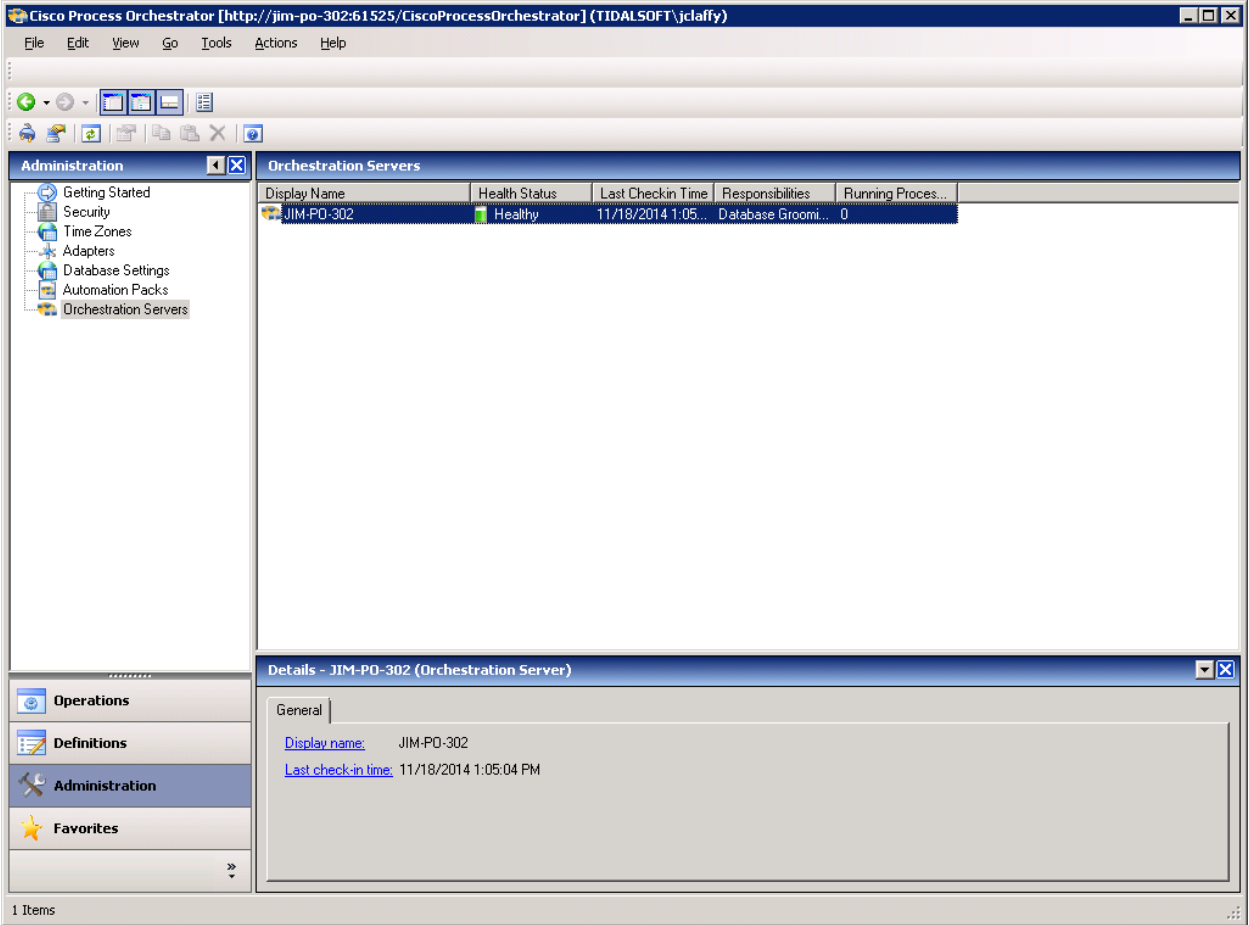 Cisco Process Orchestrator [http://jim-po-302:61525/CiscoProcessOrchestrator] (TIDALSOFT\jclaffy)
File Edit View Go Tools Actions Help
Administration
Getting Started
Security
Time Zones
Adapters
Database Settings
Automation Packs
Orchestration Servers
Operations
Definitions
Administration
Favorites
Orchestration Servers
Display Name Health Status Last Checkin Time Responsibilities Running Proces...
JIM-PO-302 Healthy 11/18/2014 1:05... Database Groomi... 0
Details - JIM-PO-302 (Orchestration Server)
General
Display name: JIM-PO-302
Last check-in time: 11/18/2014 1:05:04 PM
1 Items